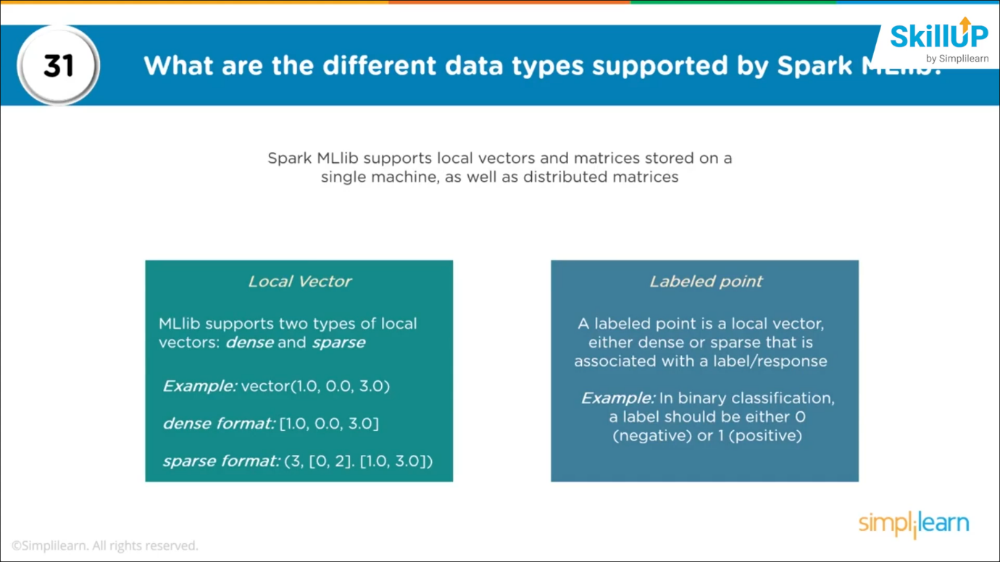 31
What are the different data types supported by Spark
SkillUP
by Simplilearn
Spark MLlib supports local vectors and matrices stored on a
single machine, as well as distributed matrices
Local Vector
MLlib supports two types of local
vectors: dense and sparse
Example: vector(1.0, 0.0, 3.0)
dense format: [1.0, 0.0, 3.0]
sparse format: (3, [0, 2]. [1.0, 3.0])
Labeled point
A labeled point is a local vector,
either dense or sparse that is
associated with a label/response
Example: In binary classification,
a label should be either 0
(negative) or 1 (positive)
simplilearn
©Simplilearn. All rights reserved.